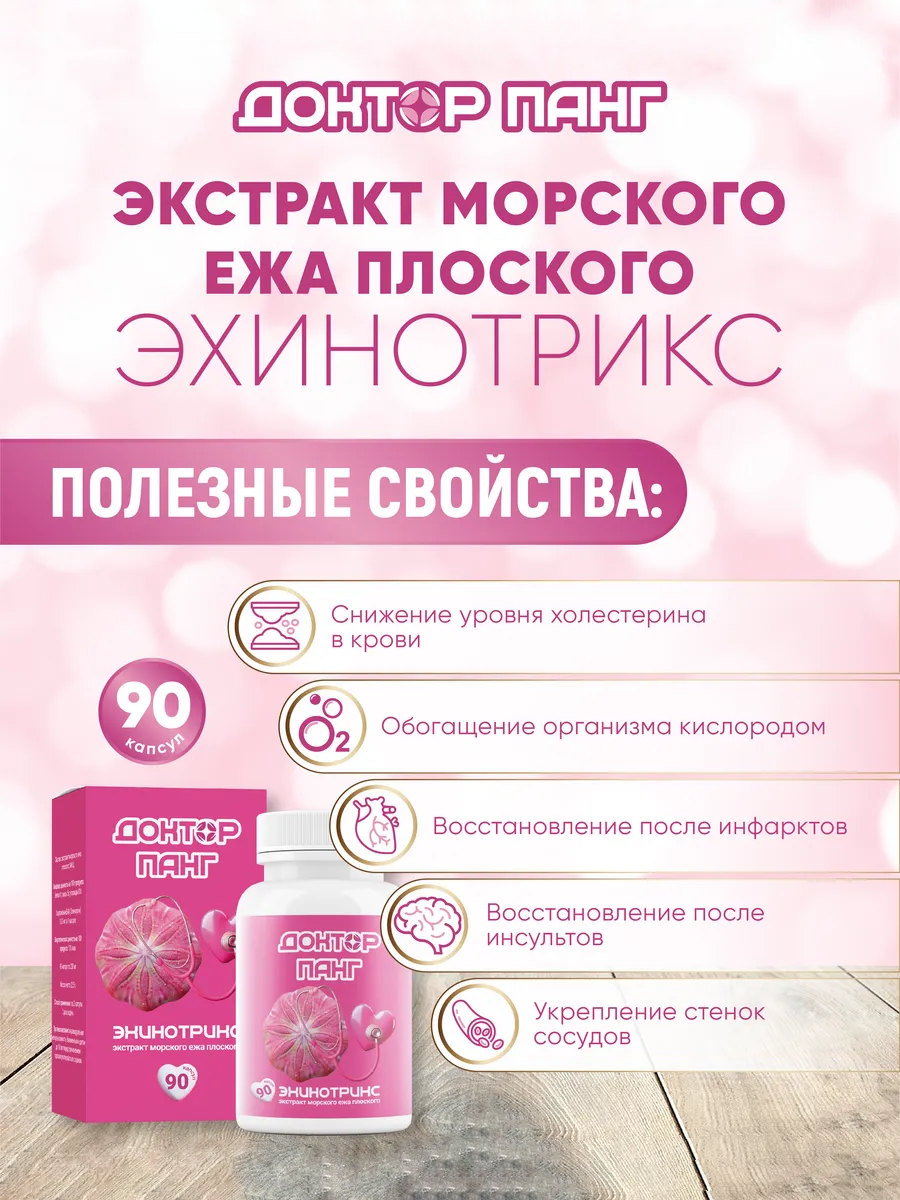 ДОКТОР ПАНГ
ЭКСТРАКТ МОРСКОГО
ЕЖА ПЛОСКОГО
ЭХИНОТРИКС
ПОЛЕЗНЫЕ СВОЙСТВА:
Снижение уровня холестерина
в крови
90
капсул
O2
Обогащение организма кислородом
Восстановление после инфарктов
Восстановление после
инсультов
Укрепление стенок
сосудов
ДОКТОР
ПАНГ
ЭХИНОТРИКС
экстракт морского ежа плоского
90
капсул
ДОКТОР
ПАНГ
90
ЭХИНОТРИКС
экстракт морского ежа плоского